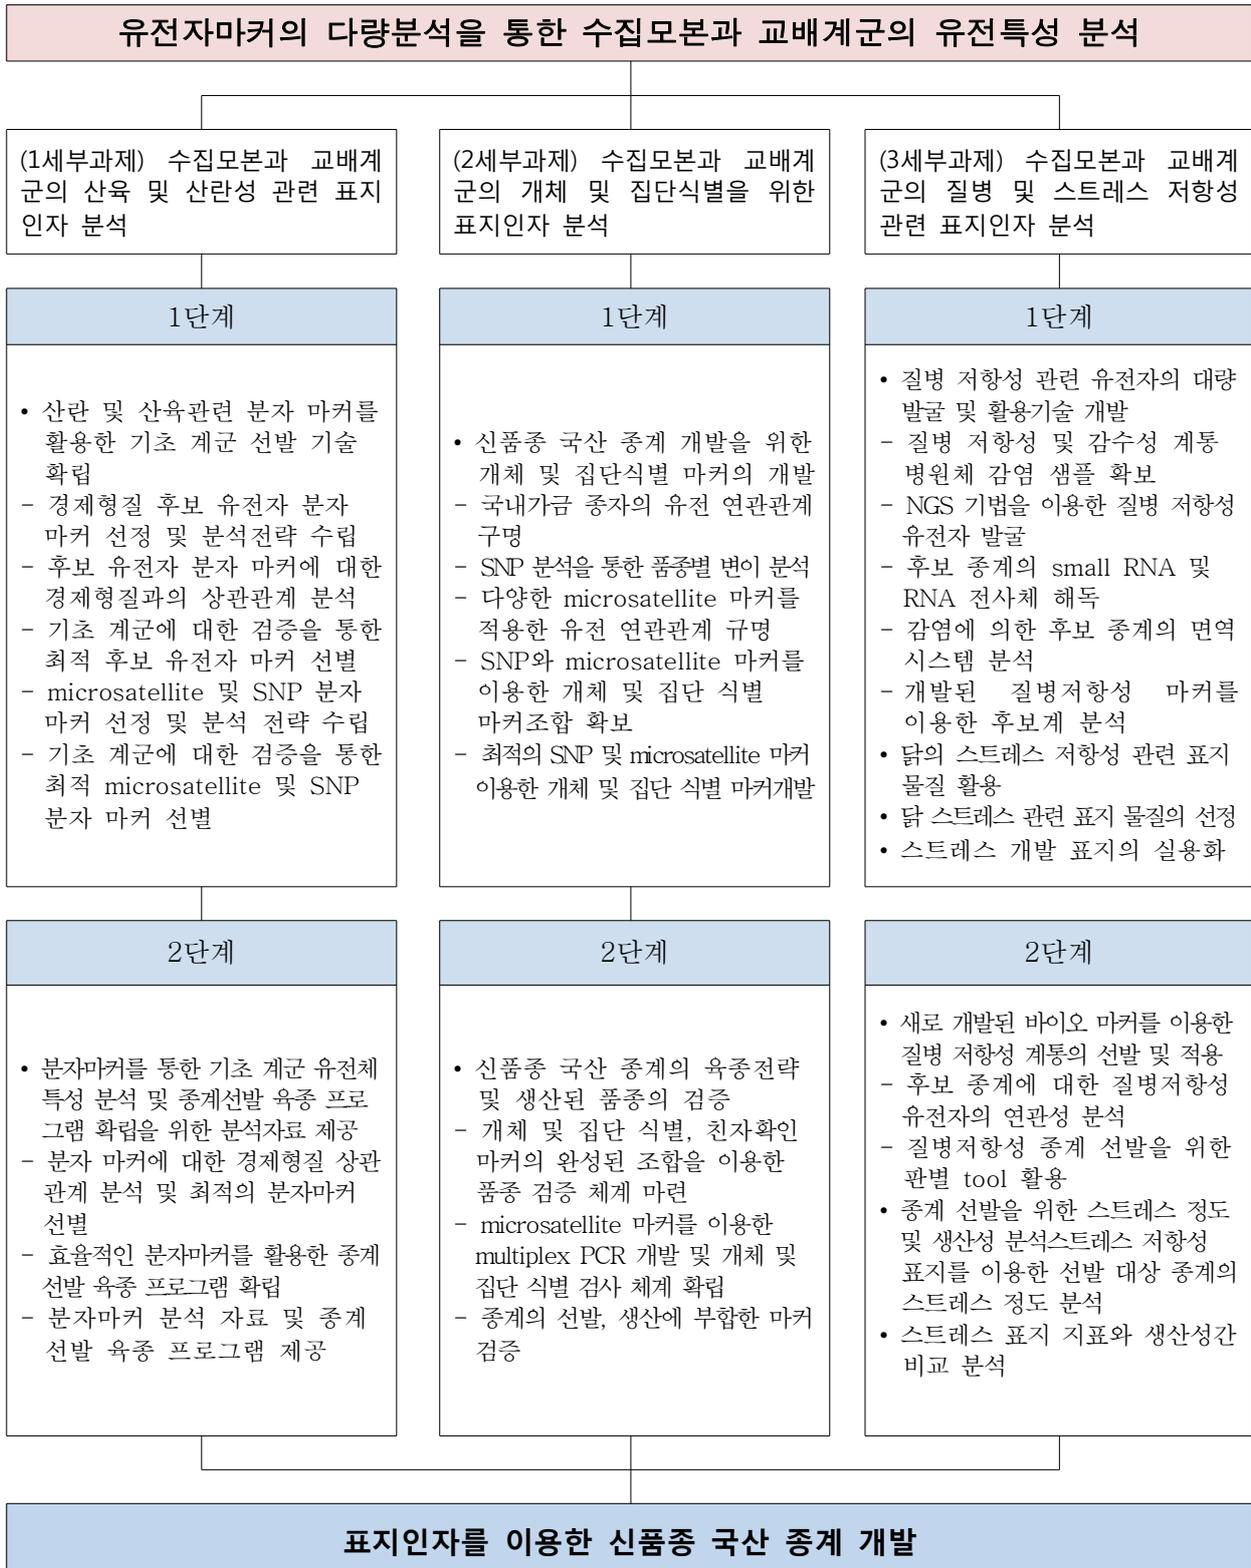 유전자마커의 다량분석을 통한 수집모본과 교배계군의 유전특성 분석
(1세부과제) 수집모본과 교배계
군의 산육 및 산란성 관련 표지
인자 분석
(2세부과제) 수집모본과 교배계
군의 개체 및 집단식별을 위한
표지인자 분석
(3세부과제) 수집모본과 교배계
군의 질병 및 스트레스 저항성
관련 표지인자 분석
1단계
• 산란 및 산육관련 분자 마커를
활용한 기초 계군 선발 기술
확립
- 경제형질 후보 유전자 분자
마커 선정 및 분석전략 수립
- 후보 유전자 분자 마커에 대한
경제형질과의 상관관계 분석
- 기초 계군에 대한 검증을 통한
최적 후보 유전자 마커 선별
- microsatellite 및 SNP 분자
마커 선정 및 분석 전략 수립
- 기초 계군에 대한 검증을 통한
최적 microsatellite 및 SNP
분자 마커 선별
1단계
• 신품종 국산 종계 개발을 위한
개체 및 집단식별 마커의 개발
- 국내가금 종자의 유전 연관관계
구명
- SNP 분석을 통한 품종별 변이 분석
- 다양한 microsatellite 마커를
적용한 유전 연관관계 규명
- SNP와 microsatellite 마커를
이용한 개체 및 집단 식별
마커조합 확보
- 최적의 SNP 및 microsatellite 마커
이용한 개체 및 집단 식별 마커개발
1단계
• 질병 저항성 관련 유전자의 대량
발굴 및 활용기술 개발
- 질병 저항성 및 감수성 계통
병원체 감염 샘플 확보
- NGS 기법을 이용한 질병 저항성
유전자 발굴
- 후보 종계의 small RNA 및
RNA 전사체 해독
- 감염에 의한 후보 종계의 면역
시스템 분석
- 개발된 질병저항성 마커를
이용한 후보계 분석
• 닭의 스트레스 저항성 관련 표지
물질 활용
• 닭 스트레스 관련 표지 물질의 선정
• 스트레스 개발 표지의 실용화
2단계
• 분자마커를 통한 기초 계군 유전체
특성 분석 및 종계선발 육종 프로
그램 확립을 위한 분석자료 제공
- 분자 마커에 대한 경제형질 상관
관계 분석 및 최적의 분자마커
선별
- 효율적인 분자마커를 활용한 종계
선발 육종 프로그램 확립
- 분자마커 분석 자료 및 종계
선발 육종 프로그램 제공
2단계
• 신품종 국산 종계의 육종전략
및 생산된 품종의 검증
- 개체 및 집단 식별, 친자확인
마커의 완성된 조합을 이용한
품종 검증 체계 마련
- microsatellite 마커를 이용한
multiplex PCR 개발 및 개체 및
집단 식별 검사 체계 확립
- 종계의 선발, 생산에 부합한 마커
검증
2단계
• 새로 개발된 바이오 마커를 이용한
질병 저항성 계통의 선발 및 적용
- 후보 종계에 대한 질병저항성
유전자의 연관성 분석
- 질병저항성 종계 선발을 위한
판별 tool 활용
• 종계 선발을 위한 스트레스 정도
및 생산성 분석스트레스 저항성
표지를 이용한 선발 대상 종계의
스트레스 정도 분석
• 스트레스 표지 지표와 생산성간
비교 분석
표지인자를 이용한 신품종 국산 종계 개발